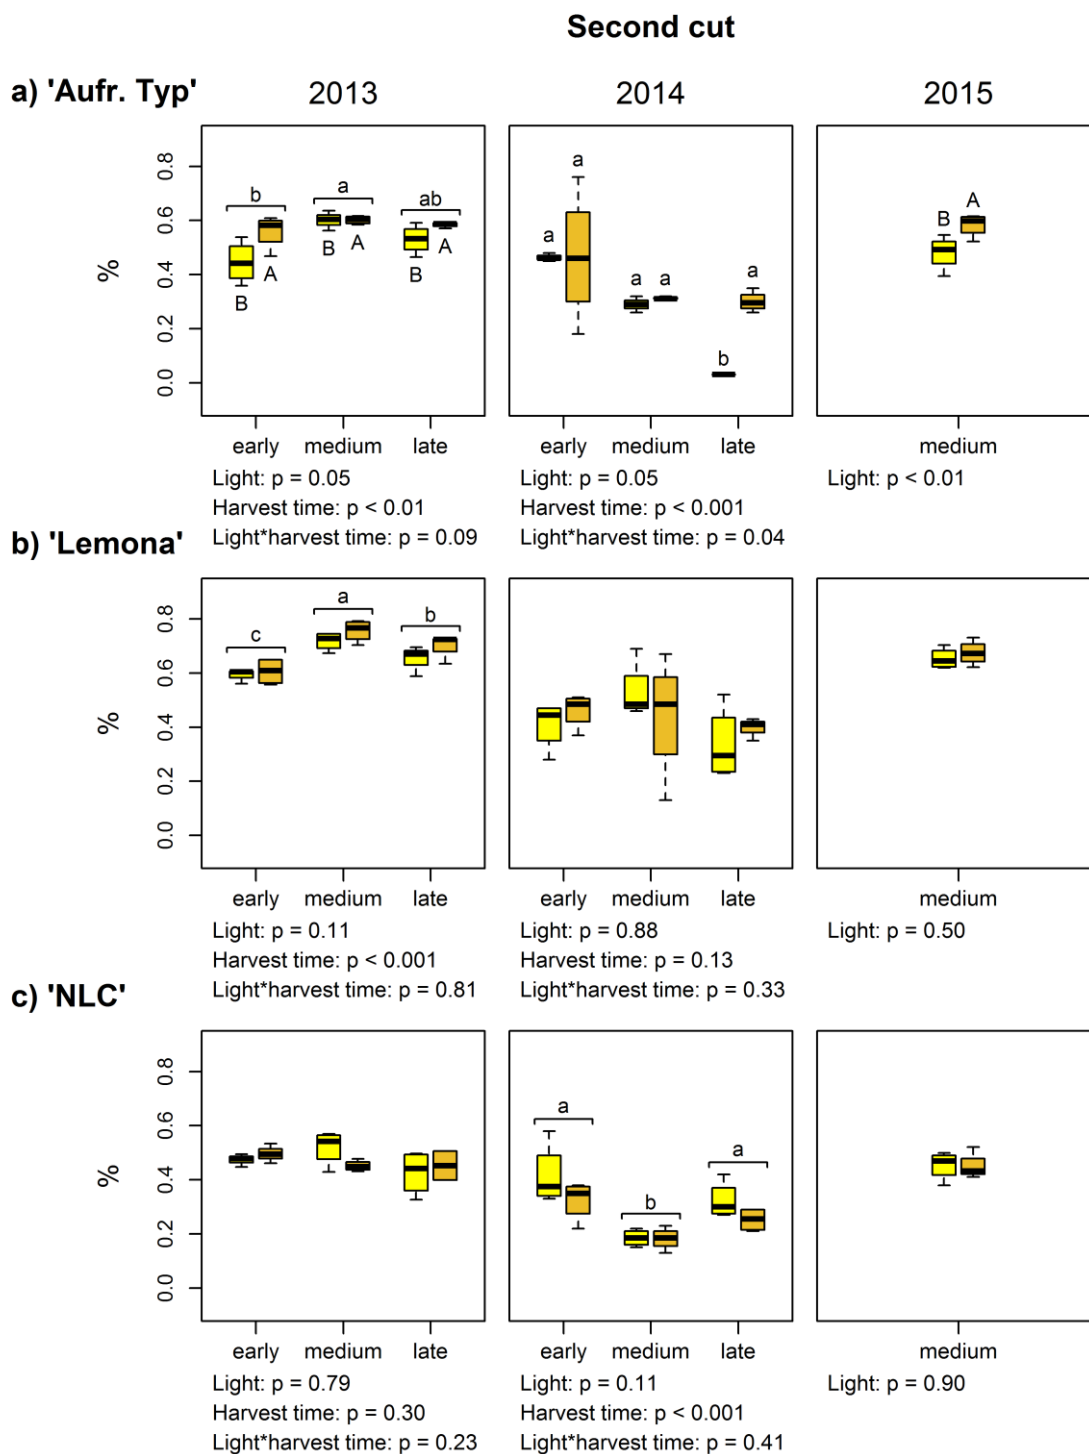 Second cut
a) 'Aufr. Typ' 2013 2014 2015
%
0.8
0.6
0.4
0.2
0.0
b a ab
B A B A B A
a a a a b a
B A
early medium late early medium late medium
Light: p = 0.05 Light: p = 0.05 Light: p < 0.01
Harvest time: p < 0.01 Harvest time: p < 0.001
Light*harvest time: p = 0.09 Light*harvest time: p = 0.04
b) 'Lemona'
%
0.8
0.6
0.4
0.2
0.0
c a b
early medium late early medium late medium
Light: p = 0.11 Light: p = 0.88 Light: p = 0.50
Harvest time: p < 0.001 Harvest time: p = 0.13
Light*harvest time: p = 0.81 Light*harvest time: p = 0.33
c) 'NLC'
%
0.8
0.6
0.4
0.2
0.0
a b a
early medium late early medium late medium
Light: p = 0.79 Light: p = 0.11 Light: p = 0.90
Harvest time: p = 0.30 Harvest time: p < 0.001
Light*harvest time: p = 0.23 Light*harvest time: p = 0.41